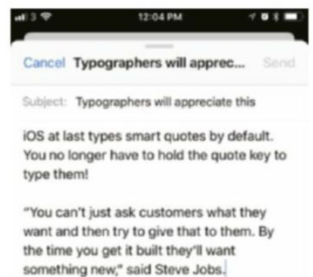 3 12:04 PM
Cancel Typographers will apprec... Send
Subject: Typographers will appreciate this
iOS at last types smart quotes by default.
You no longer have to hold the quote key to
type them!
“You can’t just ask customers what they
want and then try to give that to them. By
the time you get it built they’ll want
something new,” said Steve Jobs.